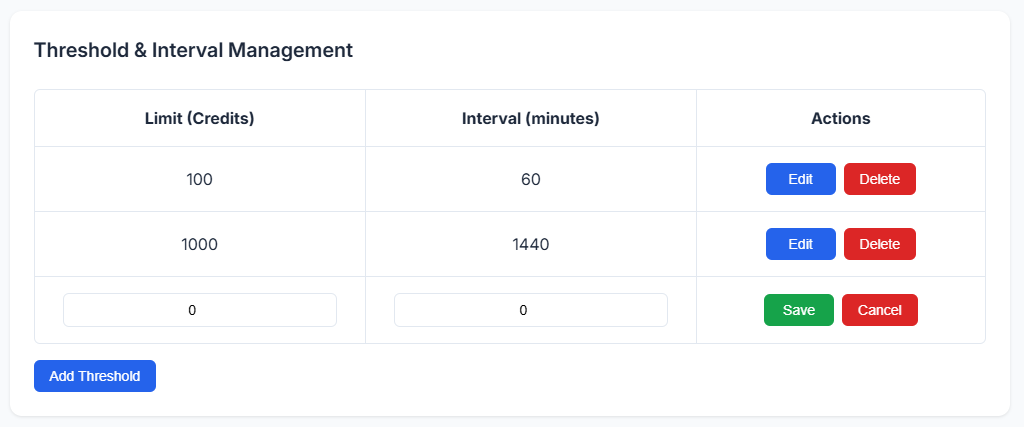 Threshold & Interval Management
Limit (Credits) Interval (minutes) Actions
100 60 Edit Delete
1000 1440 Edit Delete
0 0 Save Cancel
Add Threshold